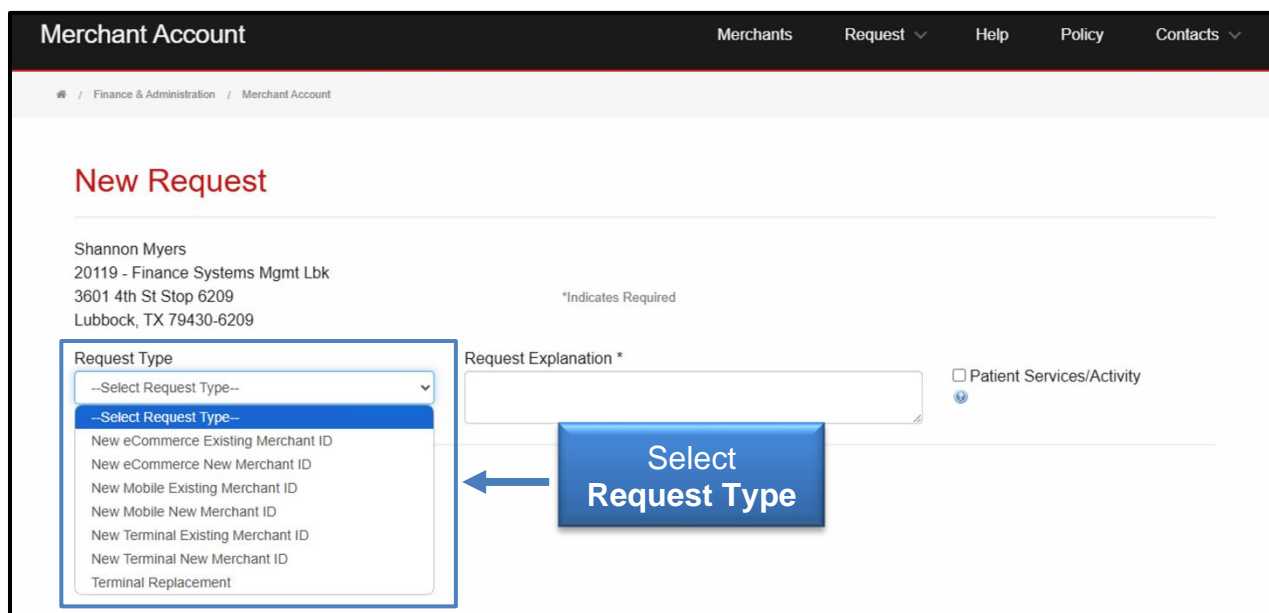 Merchant Account
Merchants Request Help Policy Contacts
/ Finance & Administration / Merchant Account
New Request
Shannon Myers
20119 - Finance Systems Mgmt Lbk
3601 4th St Stop 6209
Lubbock, TX 79430-6209
*Indicates Required
Request Type
--Select Request Type--
--Select Request Type--
New eCommerce Existing Merchant ID
New eCommerce New Merchant ID
New Mobile Existing Merchant ID
New Mobile New Merchant ID
New Terminal Existing Merchant ID
New Terminal New Merchant ID
Terminal Replacement
Request Explanation *
Patient Services/Activity
?
Select
Request Type